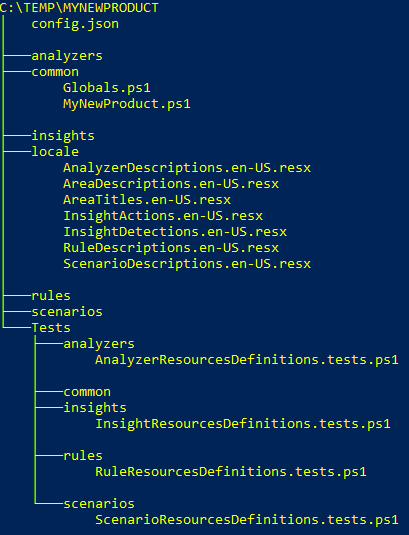 C:\TEMP\MYNEWPRODUCT
config.json
analyzers
common
Globals.ps1
MyNewProduct.ps1
insights
locale
AnalyzerDescriptions.en-US.resx
AreaDescriptions.en-US.resx
AreaTitles.en-US.resx
InsightActions.en-US.resx
InsightDetections.en-US.resx
RuleDescriptions.en-US.resx
ScenarioDescriptions.en-US.resx
rules
scenarios
Tests
analyzers
AnalyzerResourcesDefinitions.tests.ps1
common
insights
InsightResourcesDefinitions.tests.ps1
rules
RuleResourcesDefinitions.tests.ps1
scenarios
ScenarioResourcesDefinitions.tests.ps1